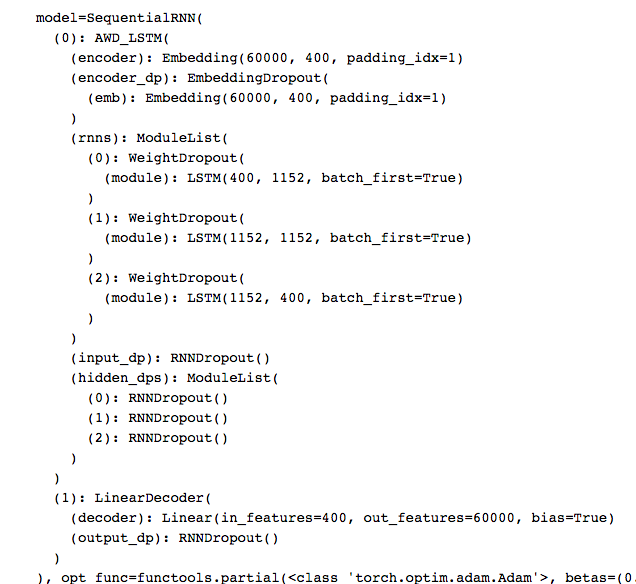 model=SequentialRNN(
  (0): AWD_LSTM(
    (encoder): Embedding(60000, 400, padding_idx=1)
    (encoder_dp): EmbeddingDropout(
      (emb): Embedding(60000, 400, padding_idx=1)
    )
    (rnns): ModuleList(
      (0): WeightDropout(
        (module): LSTM(400, 1152, batch_first=True)
      )
      (1): WeightDropout(
        (module): LSTM(1152, 1152, batch_first=True)
      )
      (2): WeightDropout(
        (module): LSTM(1152, 400, batch_first=True)
      )
    )
    (input_dp): RNNDropout()
    (hidden_dps): ModuleList(
      (0): RNNDropout()
      (1): RNNDropout()
      (2): RNNDropout()
    )
  )
  (1): LinearDecoder(
    (decoder): Linear(in_features=400, out_features=60000, bias=True)
    (output_dp): RNNDropout()
  )
), opt_func=functools.partial(<class 'torch.optim.adam.Adam'>, betas=(0.